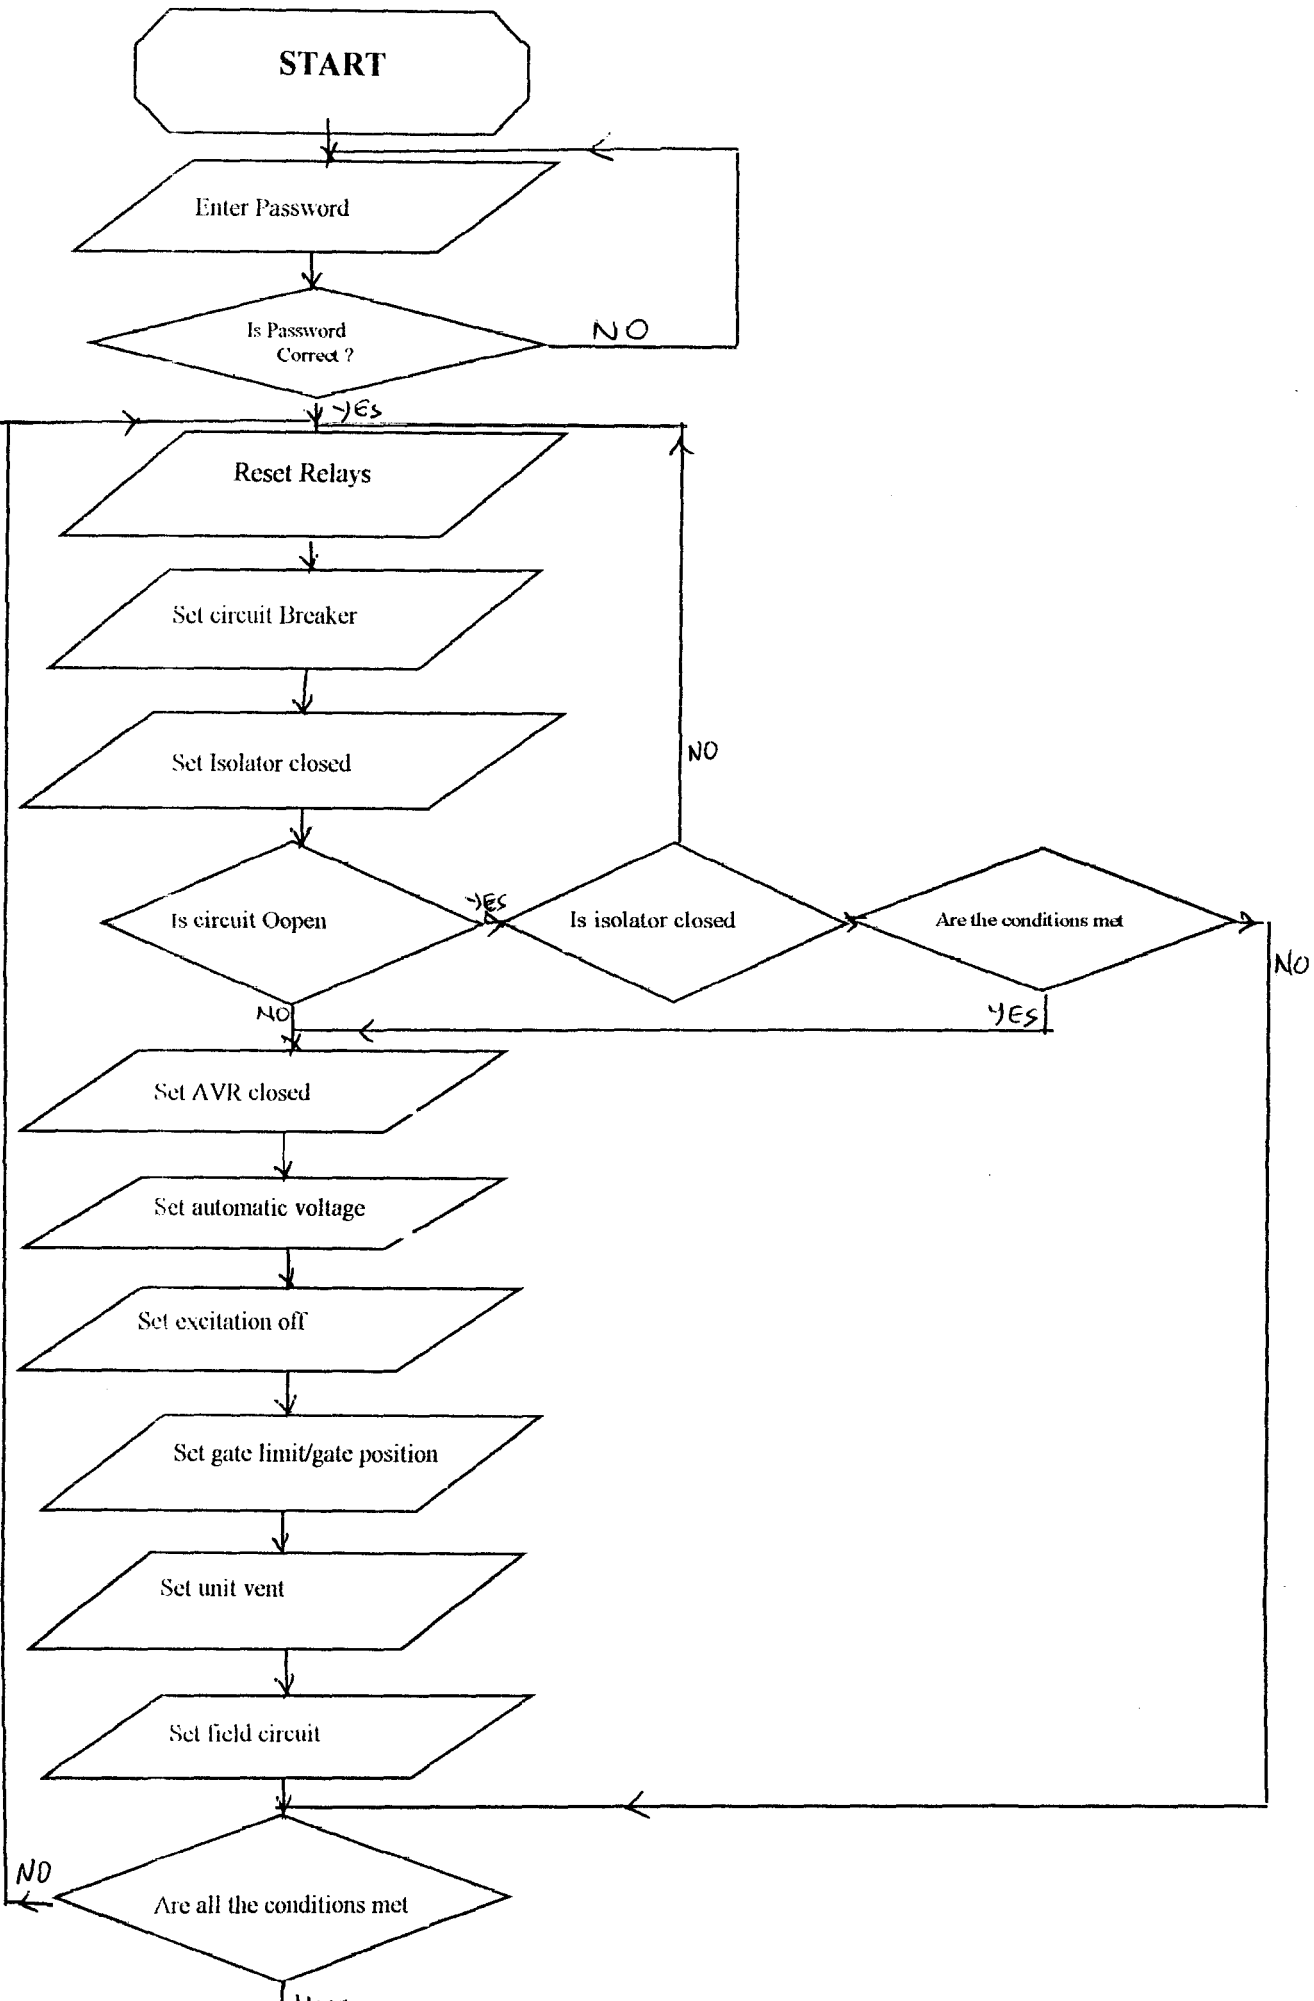 START
Enter Password
Is Password
Correct ?
NO
YES
Reset Relays
Set circuit Breaker
Set Isolator closed
NO
Is circuit Oopen
YES
Is isolator closed
Are the conditions met
NO
NO
YES
Set AVR closed
Set automatic voltage
Set excitation off
Set gate limit/gate position
Set unit vent
Set field circuit
NO
Are all the conditions met